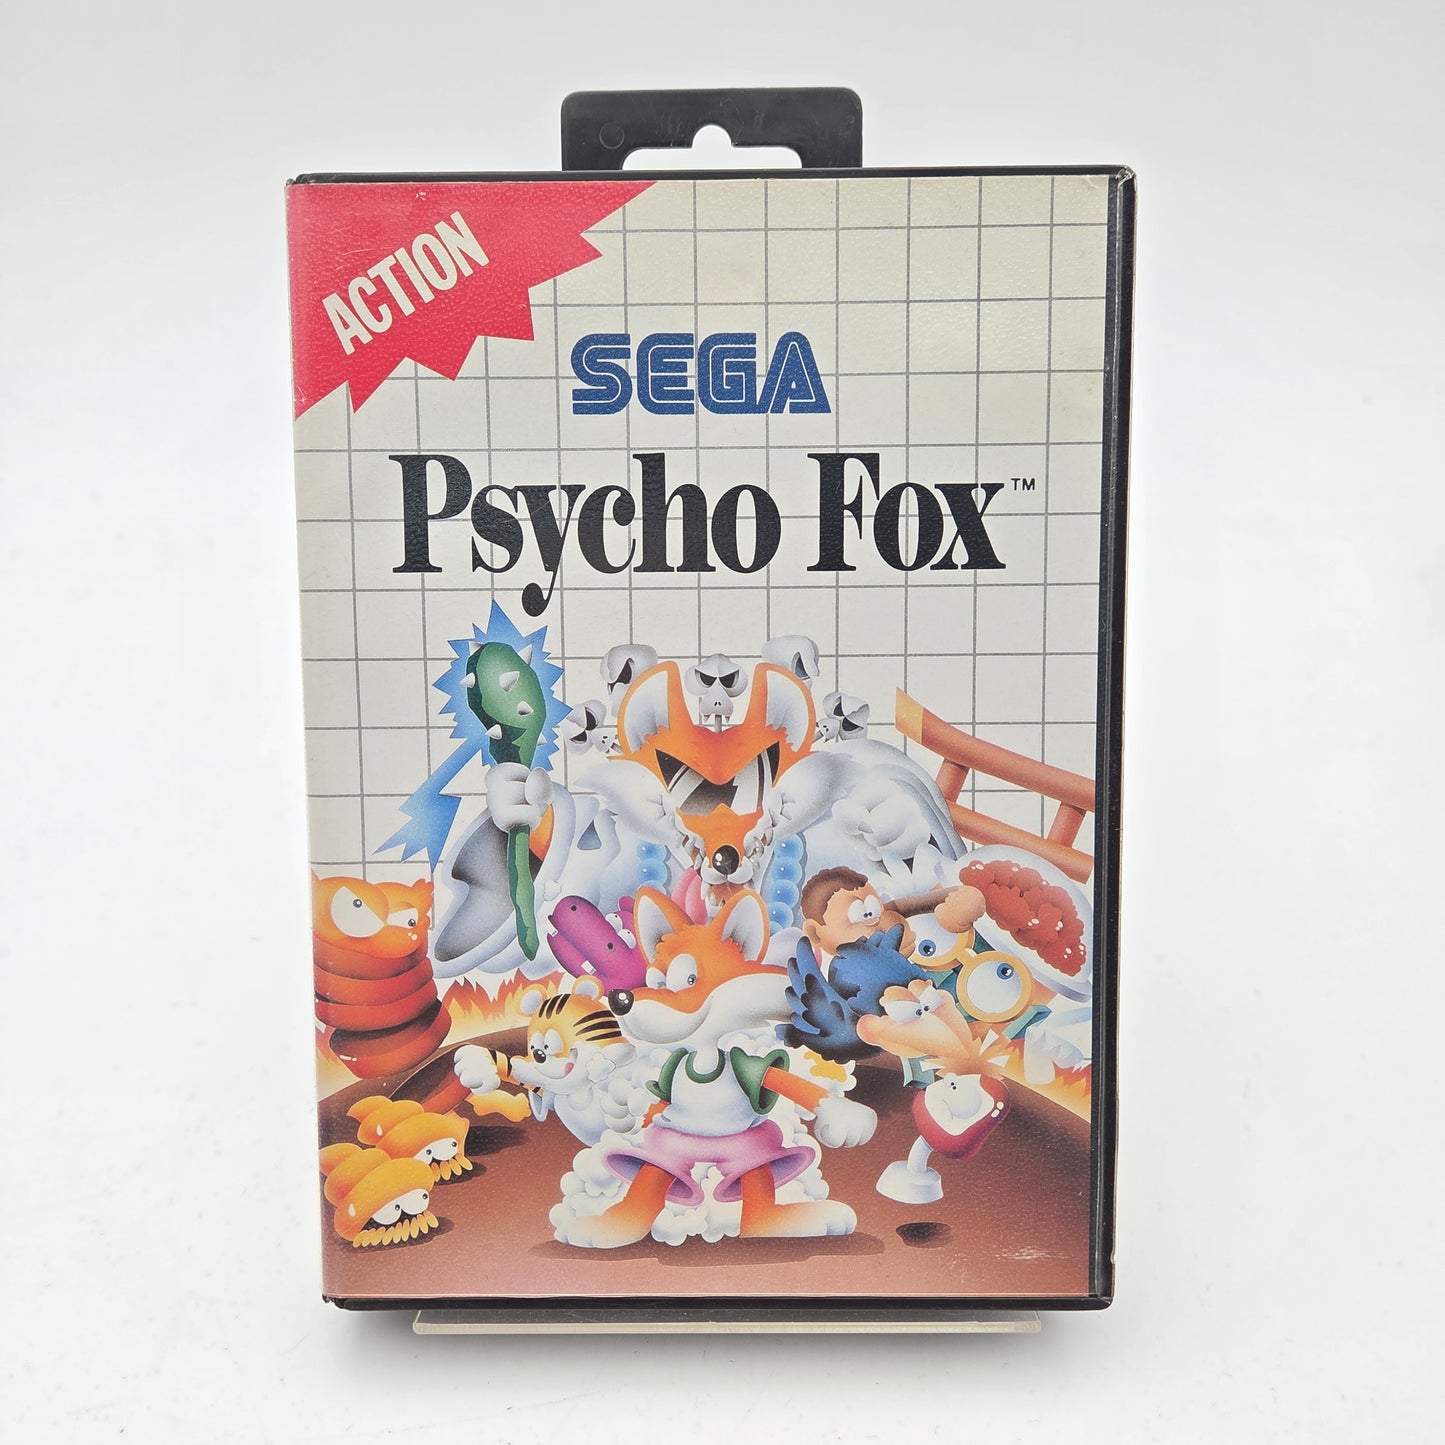 ACTION
SEGA
Psycho Fox™